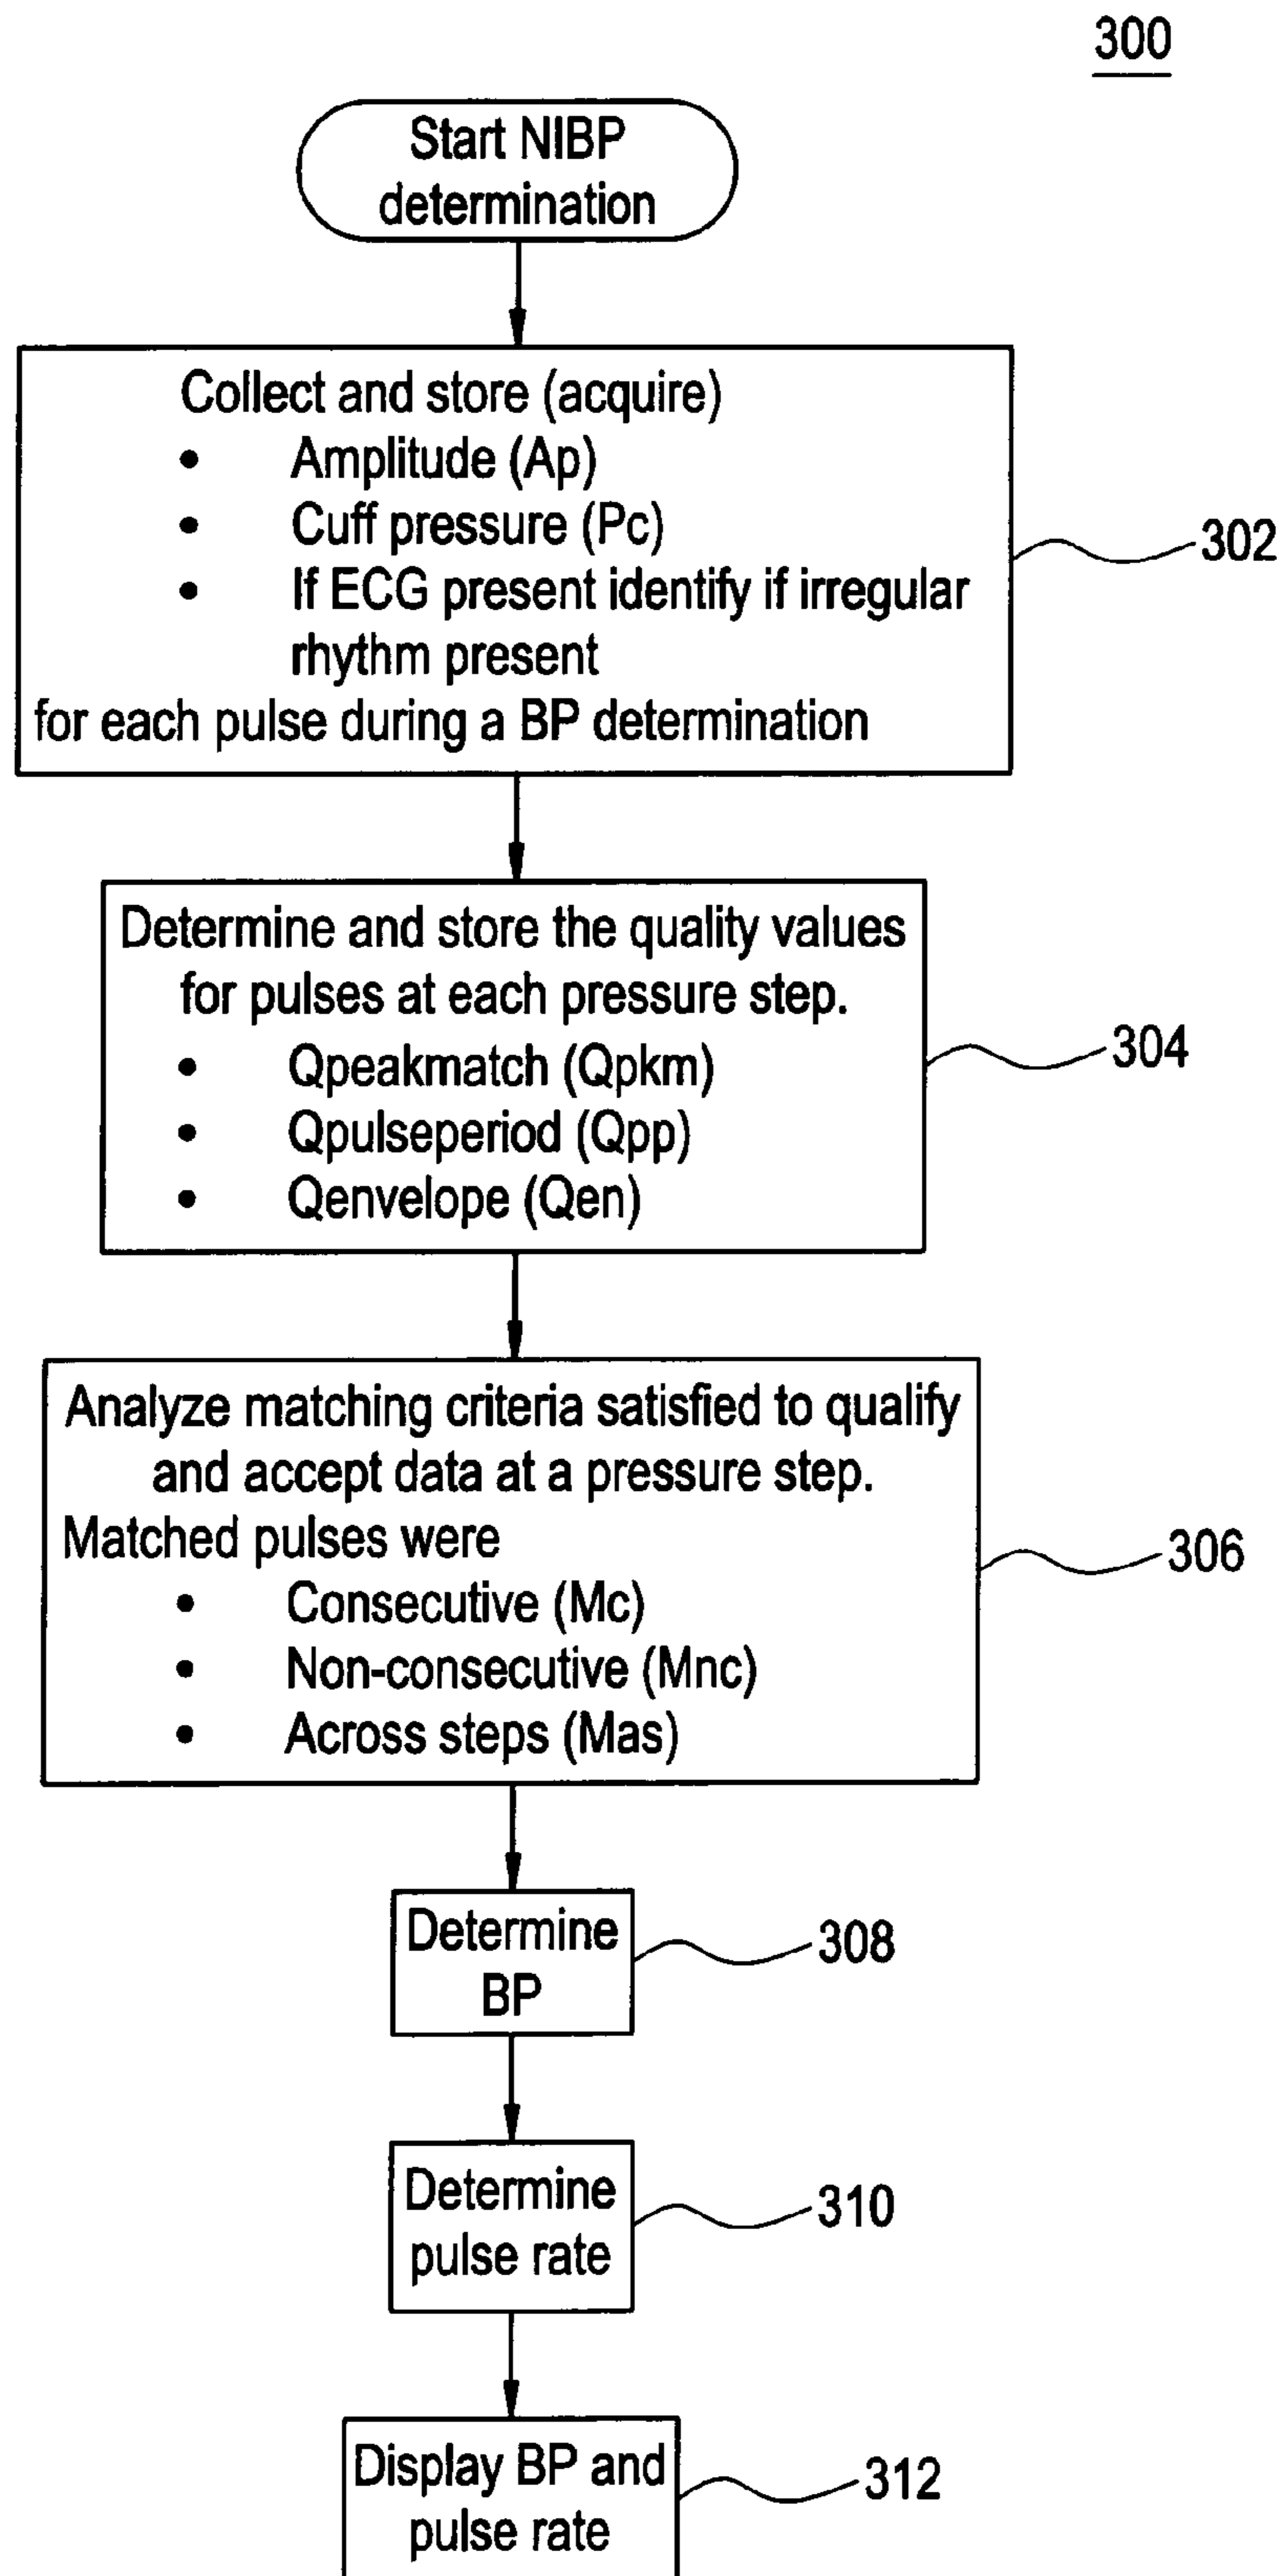 300
Start NIBP
determination
Collect and store (acquire)
• Amplitude (Ap)
• Cuff pressure (Pc)
• If ECG present identify if irregular
rhythm present
for each pulse during a BP determination
302
Determine and store the quality values
for pulses at each pressure step.
• Qpeakmatch (Qpkm)
• Qpulseperiod (Qpp)
• Qenvelope (Qen)
304
Analyze matching criteria satisfied to qualify
and accept data at a pressure step.
Matched pulses were
• Consecutive (Mc)
• Non-consecutive (Mnc)
• Across steps (Mas)
306
Determine
BP
308
Determine
pulse rate
310
Display BP and
pulse rate
312